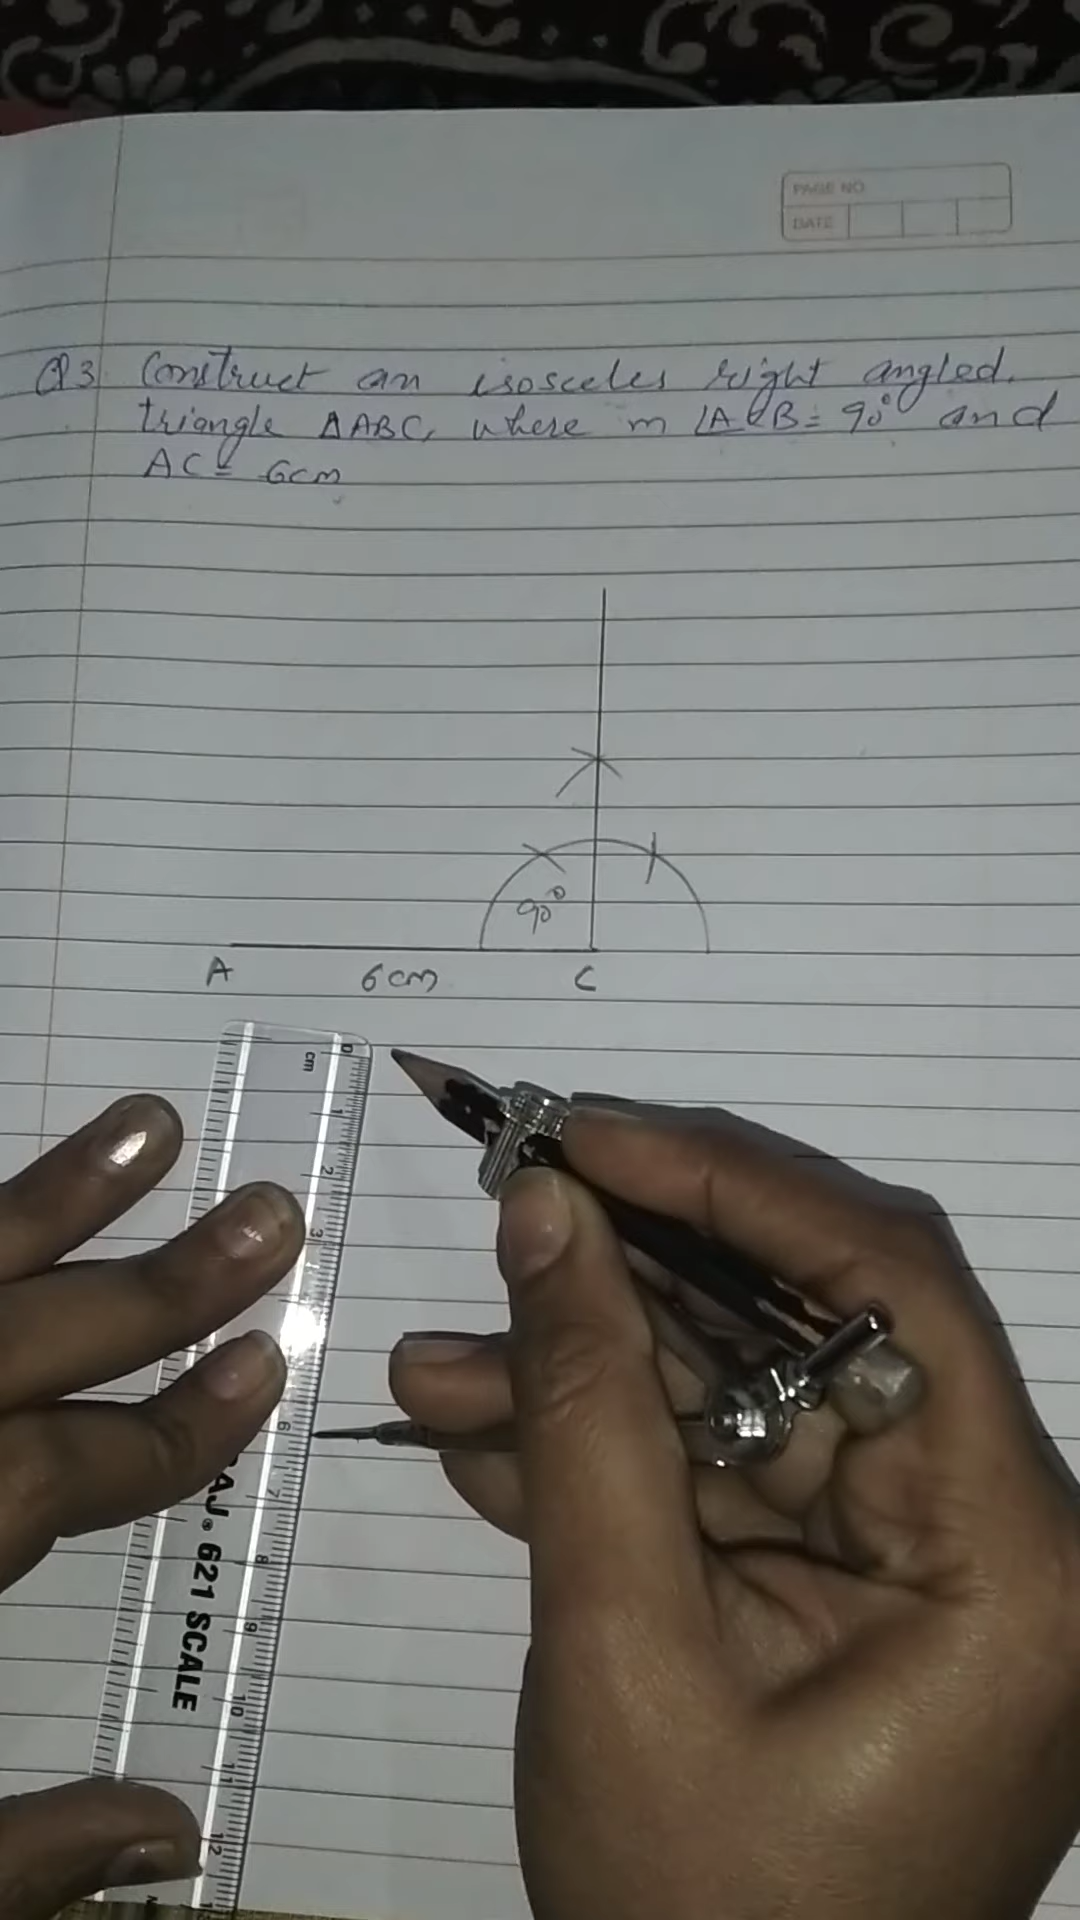 PAGE NO
DATE
Q3 Construct an isosceles right angled.
triangle ΔABC, where m ∠ACB = 90° and
AC = 6cm
90°
A 6cm C
cm 0 1 2 3 6 7 8 9 10 11 12
621 SCALE